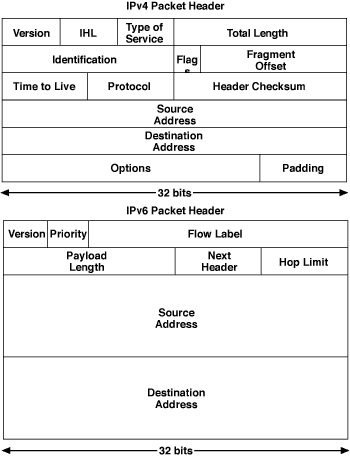 IPv4 Packet Header
Version IHL Type of Service Total Length
Identification Flags Fragment Offset
Time to Live Protocol Header Checksum
Source Address
Destination Address
Options Padding
32 bits
IPv6 Packet Header
Version Priority Flow Label
Payload Length Next Header Hop Limit
Source Address
Destination Address
32 bits